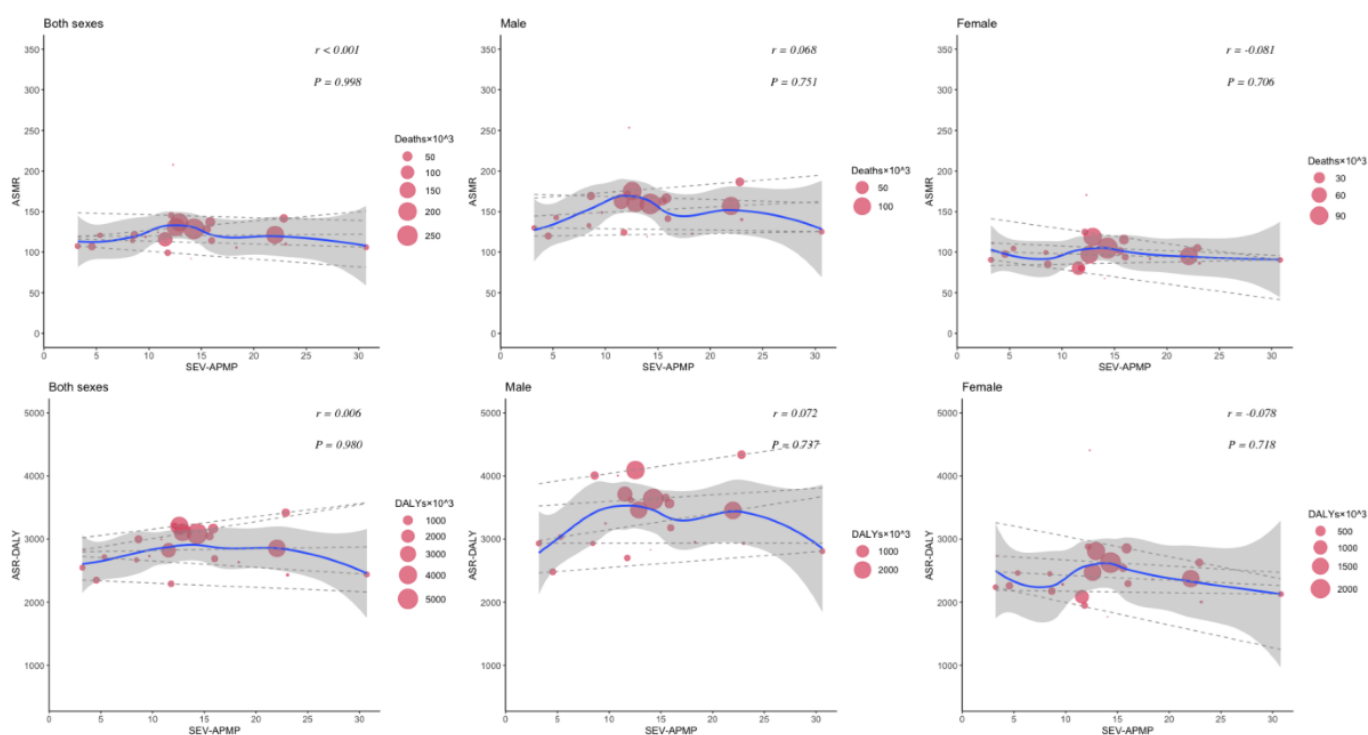 Both sexes
350
300
250
200
150
100
50
0
ASMR
r < 0.001
P = 0.998
0 5 10 15 20 25 30
SEV-APMP
Deaths×10^3
50
100
150
200
250
Male
350
300
250
200
150
100
50
0
ASMR
r = 0.068
P = 0.751
0 5 10 15 20 25 30
SEV-APMP
Deaths×10^3
50
100
Female
350
300
250
200
150
100
50
0
ASMR
r = -0.081
P = 0.706
0 5 10 15 20 25 30
SEV-APMP
Deaths×10^3
30
60
90
Both sexes
5000
4000
3000
2000
1000
ASR-DALY
r = 0.006
P = 0.980
0 5 10 15 20 25 30
SEV-APMP
DALYs×10^3
1000
2000
3000
4000
5000
Male
5000
4000
3000
2000
1000
ASR-DALY
r = 0.072
P = 0.737
0 5 10 15 20 25 30
SEV-APMP
DALYs×10^3
1000
2000
Female
5000
4000
3000
2000
1000
ASR-DALY
r = -0.078
P = 0.718
0 5 10 15 20 25 30
SEV-APMP
DALYs×10^3
500
1000
1500
2000